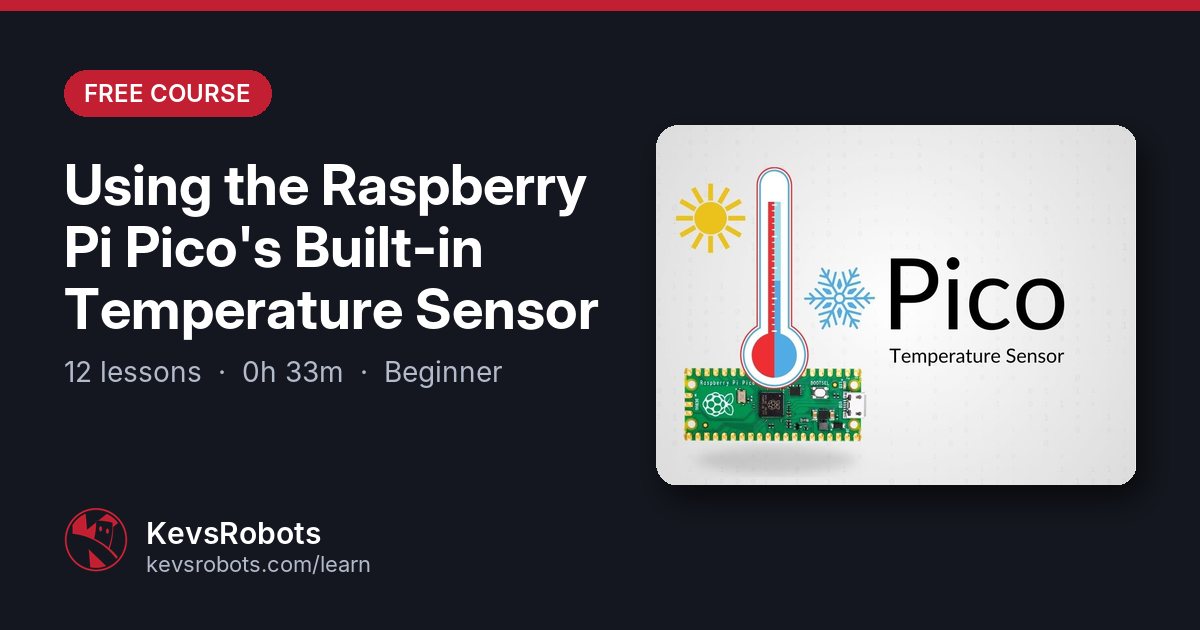 FREE COURSE
Using the Raspberry
Pi Pico's Built-in
Temperature Sensor
12 lessons · 0h 33m · Beginner
Pico
Temperature Sensor
Raspberry Pi Pico
BOOTSEL
KevsRobots
kevsrobots.com/learn